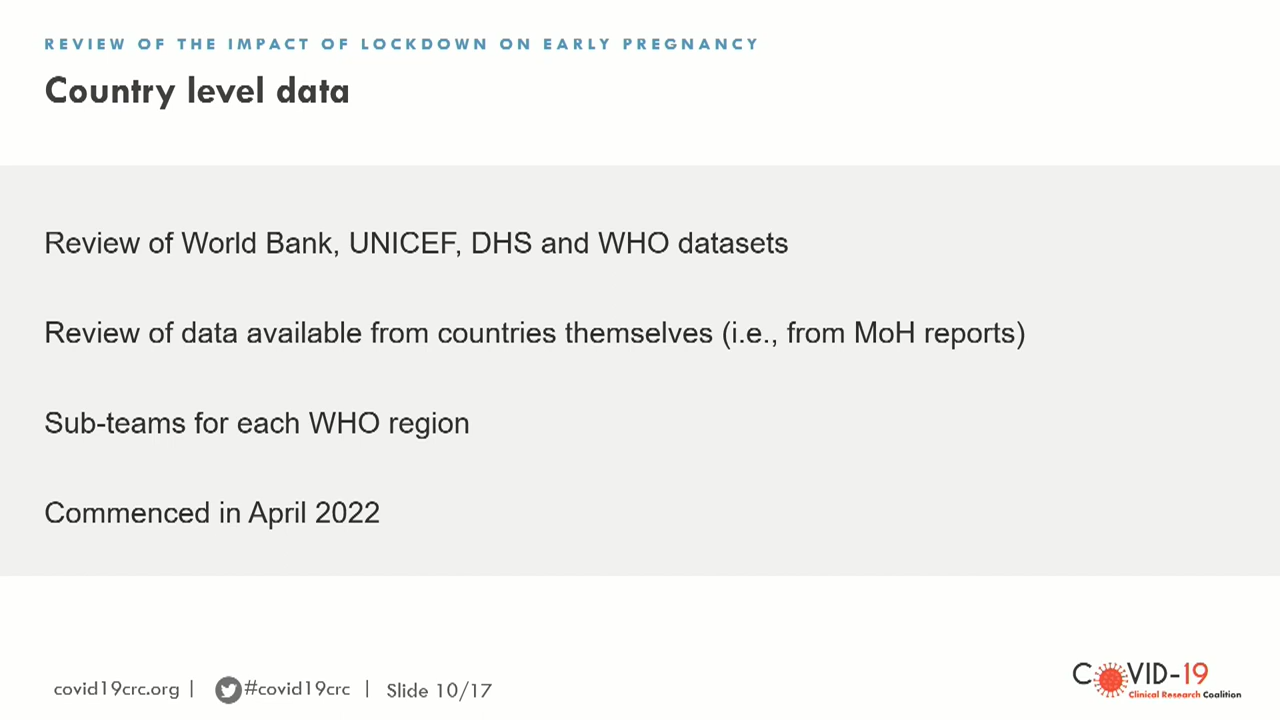 REVIEW OF THE IMPACT OF LOCKDOWN ON EARLY PREGNANCY
Country level data
Review of World Bank, UNICEF, DHS and WHO datasets
Review of data available from countries themselves (i.e., from MoH reports)
Sub-teams for each WHO region
Commenced in April 2022
covid19crc.org | #covid19crc | Slide 10/17
COVID-19
Clinical Research Coalition